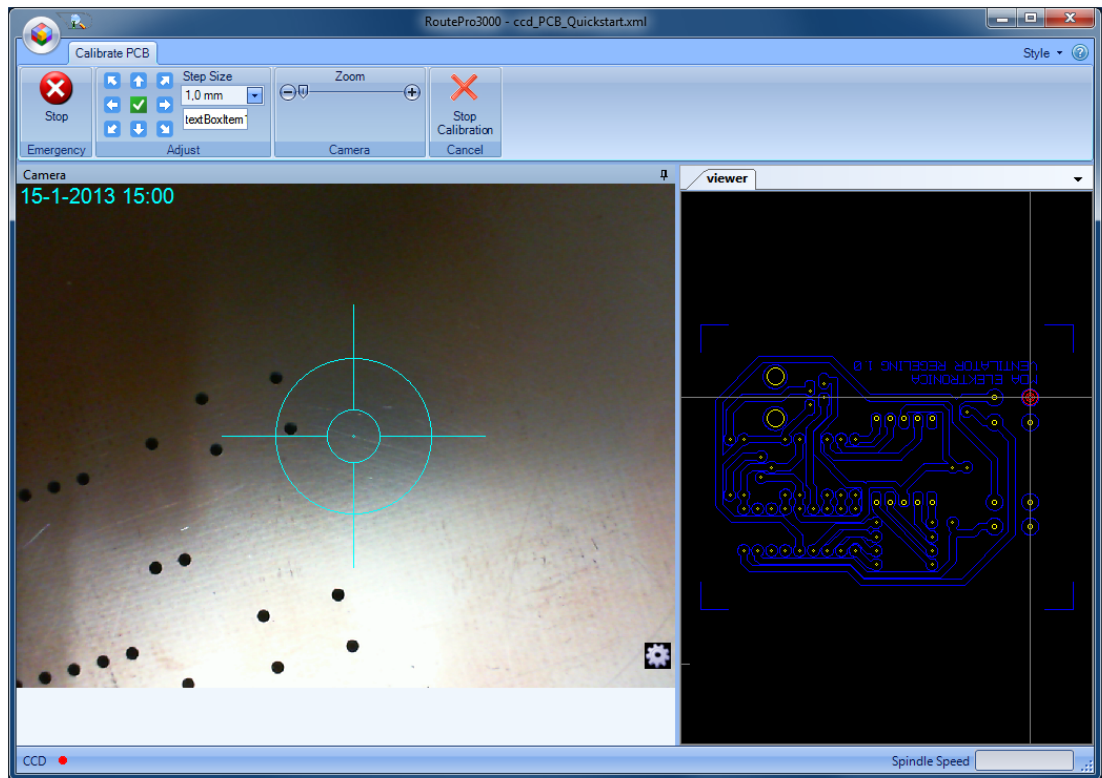 RoutePro3000 - ccd_PCB_Quickstart.xml
Calibrate PCB
Style
Stop
Emergency
Step Size
1,0 mm
textBoxItem1
Adjust
Zoom
Camera
Stop
Calibration
Cancel
Camera
15-1-2013 15:00
viewer
VENTILATOR REGELING 1.0
MDA ELEKTRONICA
CCD
Spindle Speed